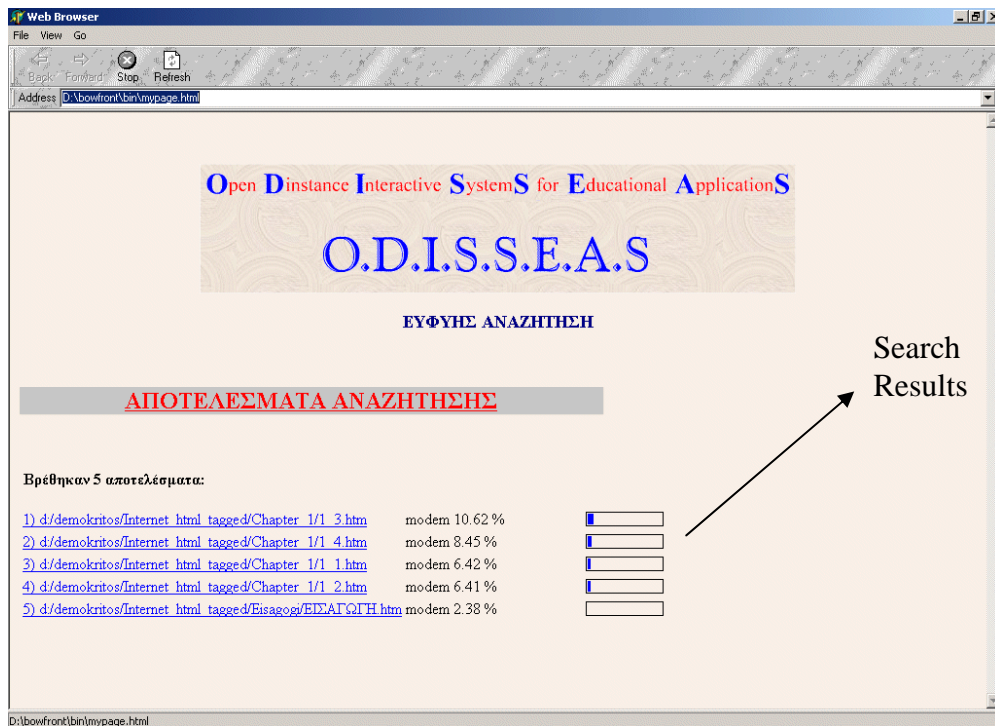 Web Browser
File View Go
Back Forward Stop Refresh
Address D:\bowfront\bin\mypage.html
Open Dinstance Interactive SystemS for Educational ApplicationS
O.D.I.S.S.E.A.S
ΕΥΦΥΗΣ ΑΝΑΖΗΤΗΣΗ
Search
Results
ΑΠΟΤΕΛΕΣΜΑΤΑ ΑΝΑΖΗΤΗΣΗΣ
Βρέθηκαν 5 αποτελέσματα:
1) d:/demokritos/Internet_html_tagged/Chapter_1/1_3.htm modem 10.62 %
2) d:/demokritos/Internet_html_tagged/Chapter_1/1_4.htm modem 8.45 %
3) d:/demokritos/Internet_html_tagged/Chapter_1/1_1.htm modem 6.42 %
4) d:/demokritos/Internet_html_tagged/Chapter_1/1_2.htm modem 6.41 %
5) d:/demokritos/Internet_html_tagged/Eisagogi/ΕΙΣΑΓΩΓΗ.htm modem 2.38 %
D:\bowfront\bin\mypage.html